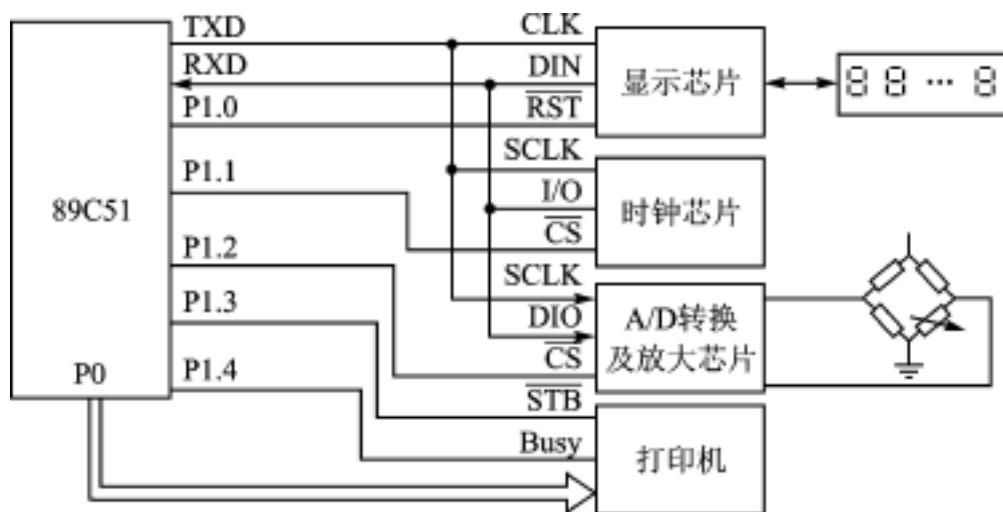 TXD
CLK
RXD
DIN
P1.0
RST
显示芯片
8 8 … 8
SCLK
P1.1
I/O
89C51
时钟芯片
CS
P1.2
SCLK
P1.3
DIO
A/D转换
及放大芯片
CS
P0
P1.4
STB
Busy
打印机